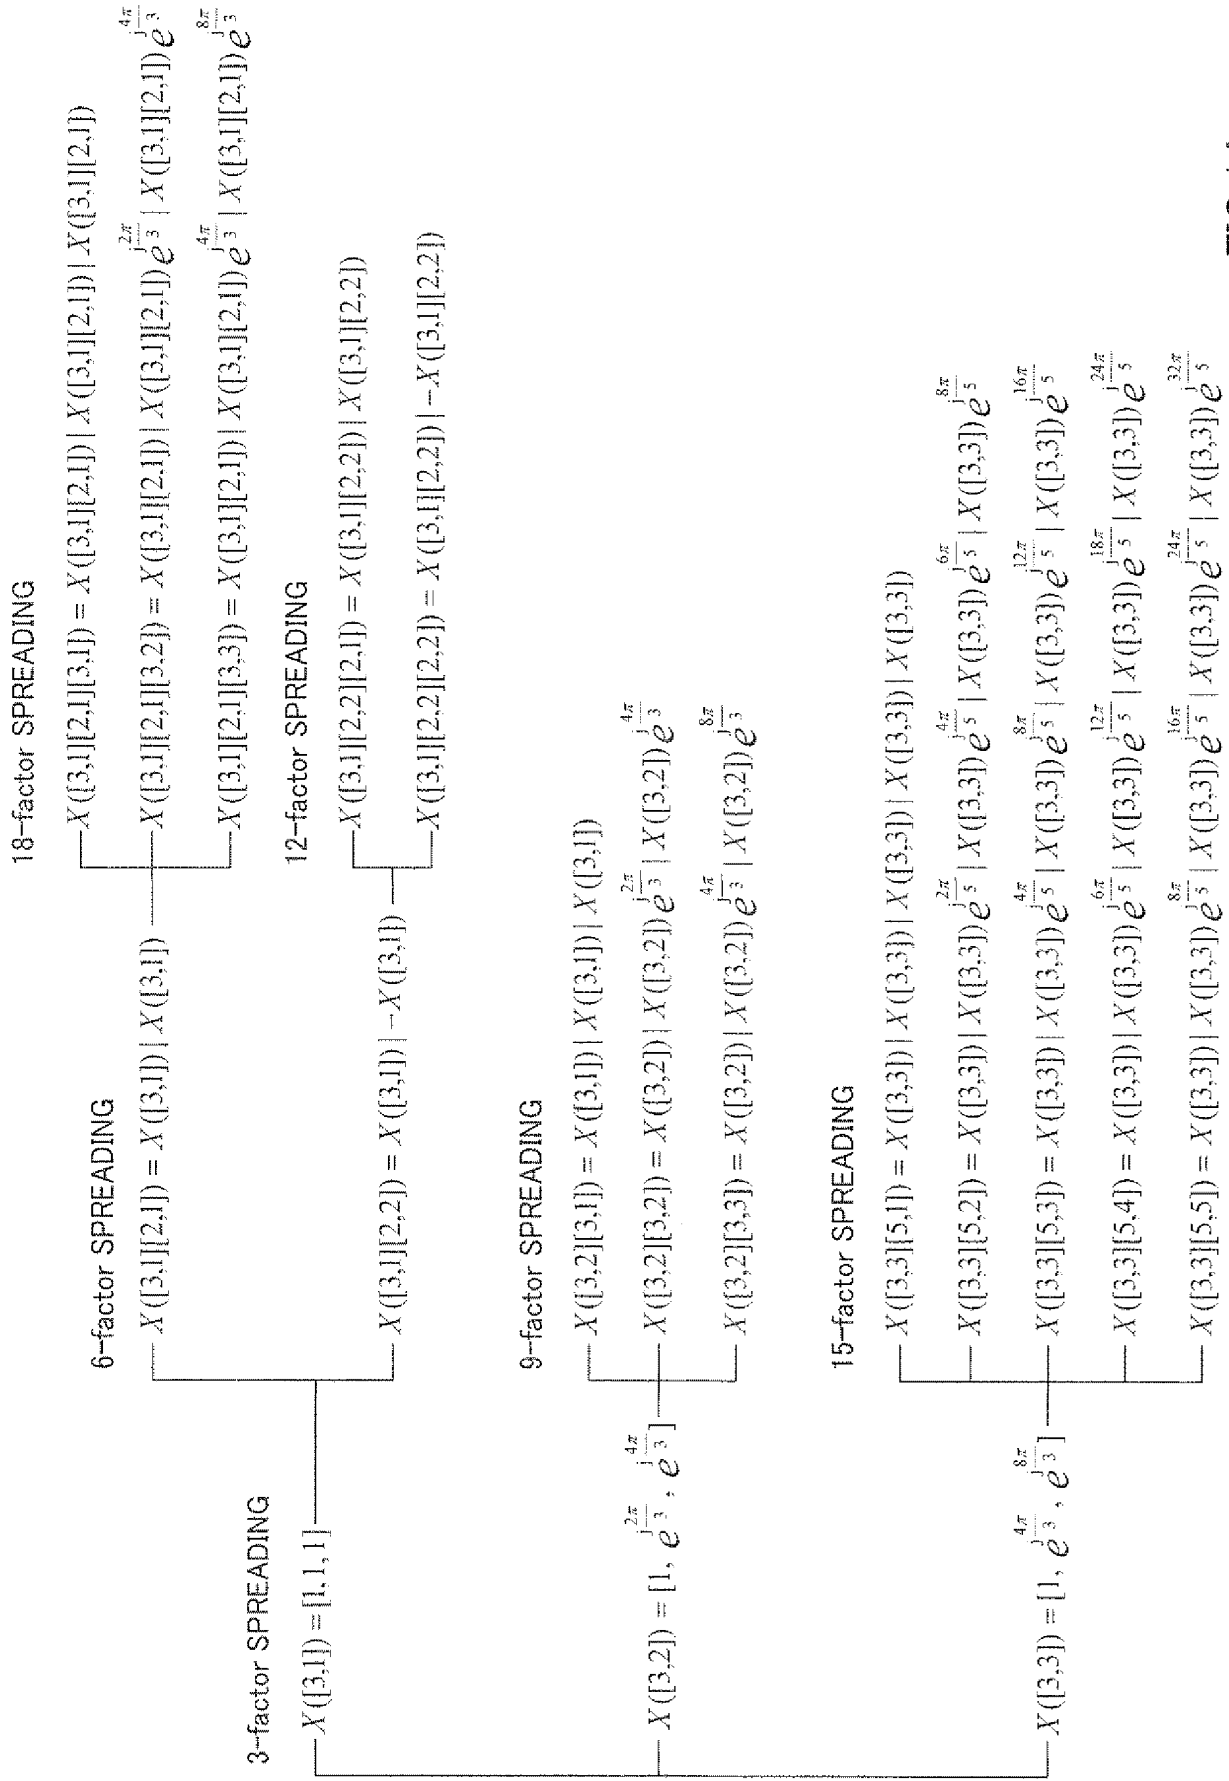 3-factor SPREADING
X([3,1]) = [1,1,1]
X([3,2]) = [1, e^{j2π/3}, e^{j4π/3}]
X([3,3]) = [1, e^{j4π/3}, e^{j8π/3}]
6-factor SPREADING
X([3,1][2,1]) = X([3,1]) | X([3,1])
X([3,1][2,2]) = X([3,1]) | −X([3,1])
18-factor SPREADING
X([3,1][2,1][3,1]) = X([3,1][2,1]) | X([3,1][2,1]) | X([3,1][2,1])
X([3,1][2,1][3,2]) = X([3,1][2,1]) | X([3,1][2,1])e^{j2π/3} | X([3,1][2,1])e^{j4π/3}
X([3,1][2,1][3,3]) = X([3,1][2,1]) | X([3,1][2,1])e^{j4π/3} | X([3,1][2,1])e^{j8π/3}
12-factor SPREADING
X([3,1][2,2][2,1]) = X([3,1][2,2]) | X([3,1][2,2])
X([3,1][2,2][2,2]) = X([3,1][2,2]) | −X([3,1][2,2])
9-factor SPREADING
X([3,2][3,1]) = X([3,1]) | X([3,1]) | X([3,1])
X([3,2][3,2]) = X([3,2]) | X([3,2])e^{j2π/3} | X([3,2])e^{j4π/3}
X([3,2][3,3]) = X([3,2]) | X([3,2])e^{j4π/3} | X([3,2])e^{j8π/3}
15-factor SPREADING
X([3,3][5,1]) = X([3,3]) | X([3,3]) | X([3,3]) | X([3,3]) | X([3,3])
X([3,3][5,2]) = X([3,3]) | X([3,3])e^{j2π/5} | X([3,3])e^{j4π/5} | X([3,3])e^{j6π/5} | X([3,3])e^{j8π/5}
X([3,3][5,3]) = X([3,3]) | X([3,3])e^{j4π/5} | X([3,3])e^{j8π/5} | X([3,3])e^{j12π/5} | X([3,3])e^{j16π/5}
X([3,3][5,4]) = X([3,3]) | X([3,3])e^{j6π/5} | X([3,3])e^{j12π/5} | X([3,3])e^{j18π/5} | X([3,3])e^{j24π/5}
X([3,3][5,5]) = X([3,3]) | X([3,3])e^{j8π/5} | X([3,3])e^{j16π/5} | X([3,3])e^{j24π/5} | X([3,3])e^{j32π/5}